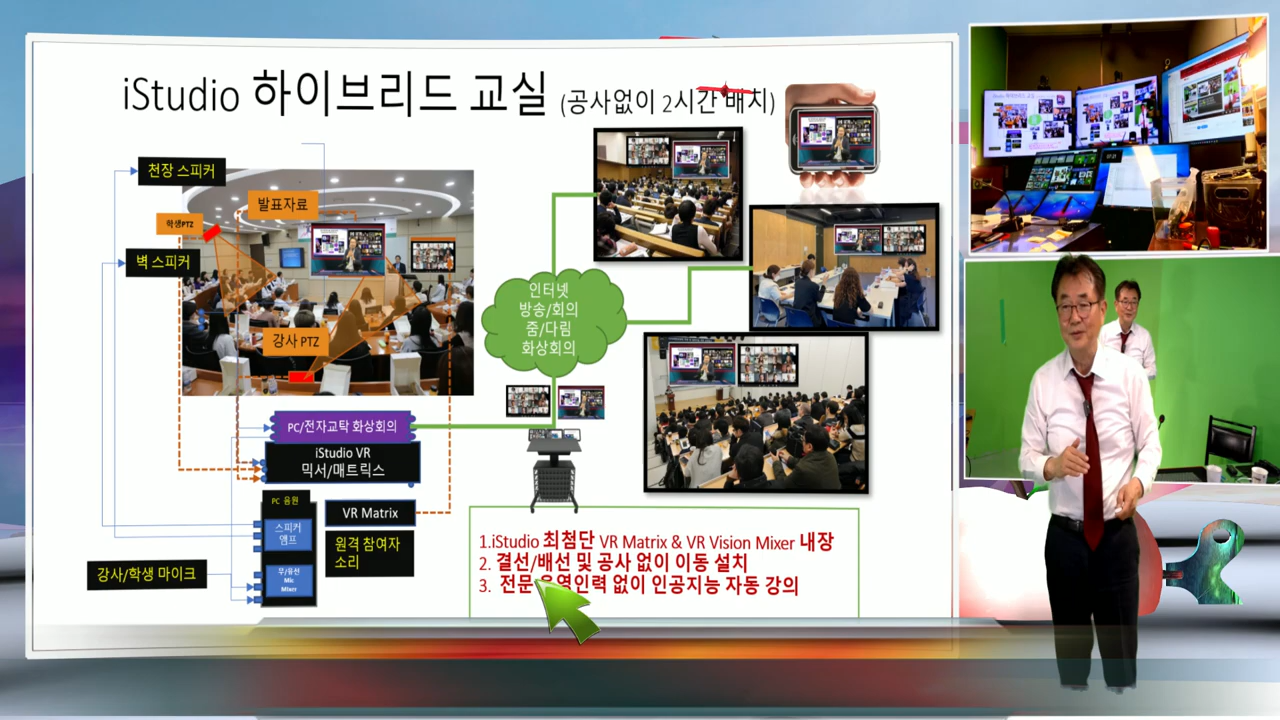 iStudio 하이브리드 교실 (공사없이 2시간 배치)
천장 스피커
발표자료
학생PTZ
벽 스피커
강사 PTZ
인터넷
방송/회의
줌/다림
화상회의
PC/전자교탁 화상회의
iStudio VR
믹서/매트릭스
PC 음원
스피커
앰프
VR Matrix
원격 참여자
소리
강사/학생 마이크
무/유선
Mic
Mixer
1.iStudio 최첨단 VR Matrix & VR Vision Mixer 내장
2. 결선/배선 및 공사 없이 이동 설치
3. 전문 운영인력 없이 인공지능 자동 강의